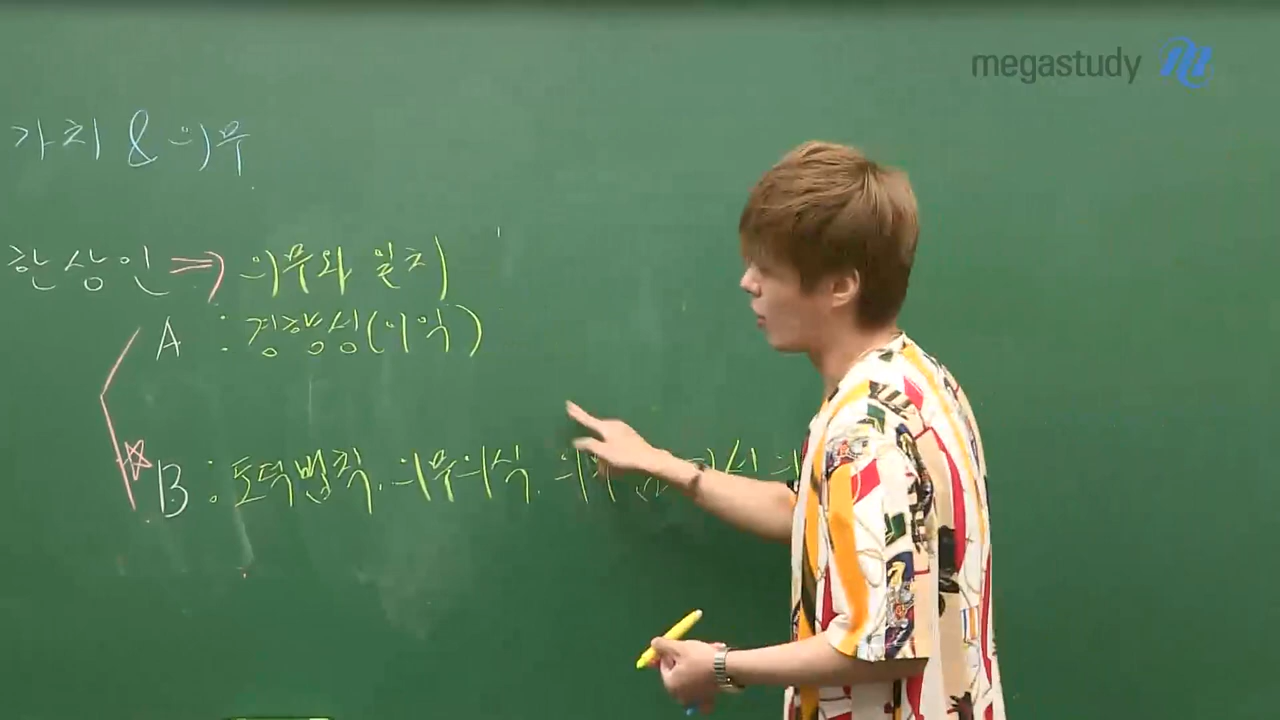 megastudy
가치 & 의무
한 상인 => 의무와 일치
A : 경향성(이익)
B : 도덕법칙, 의무의식,